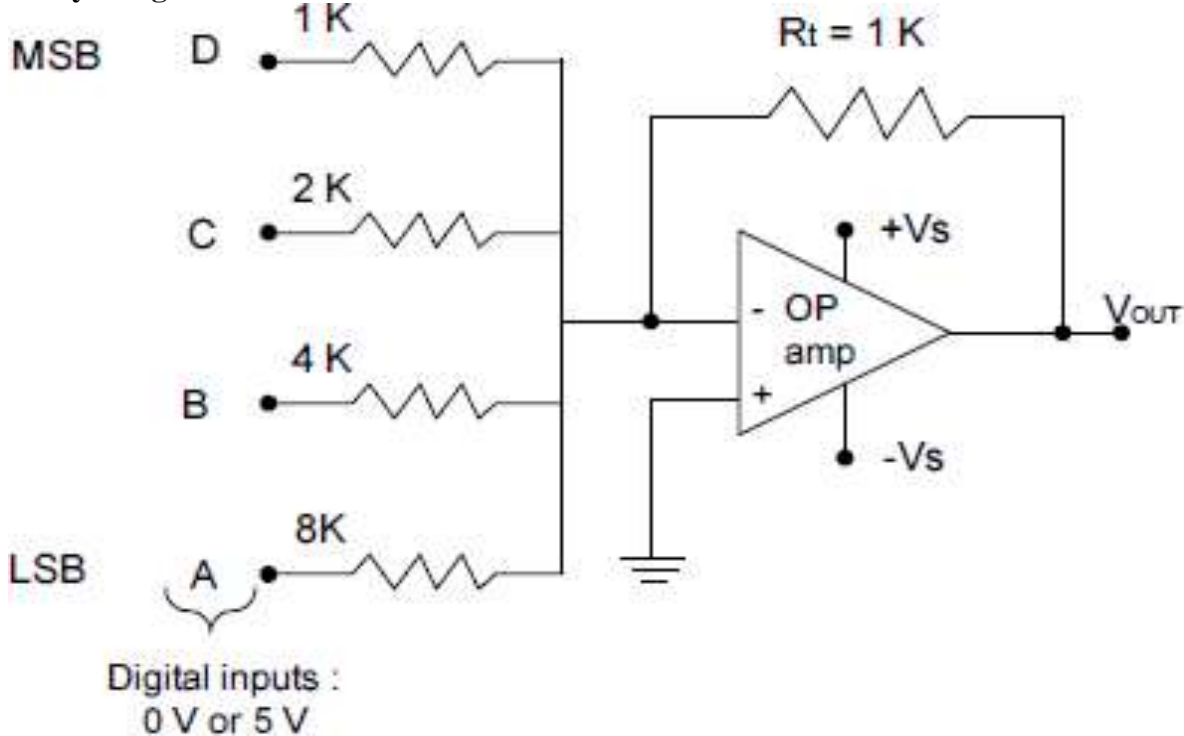 1 K
MSB D
Rt = 1 K
2 K
C
+Vs
- OP
amp
+
VOUT
4 K
B
-Vs
8K
LSB A
Digital inputs :
0 V or 5 V